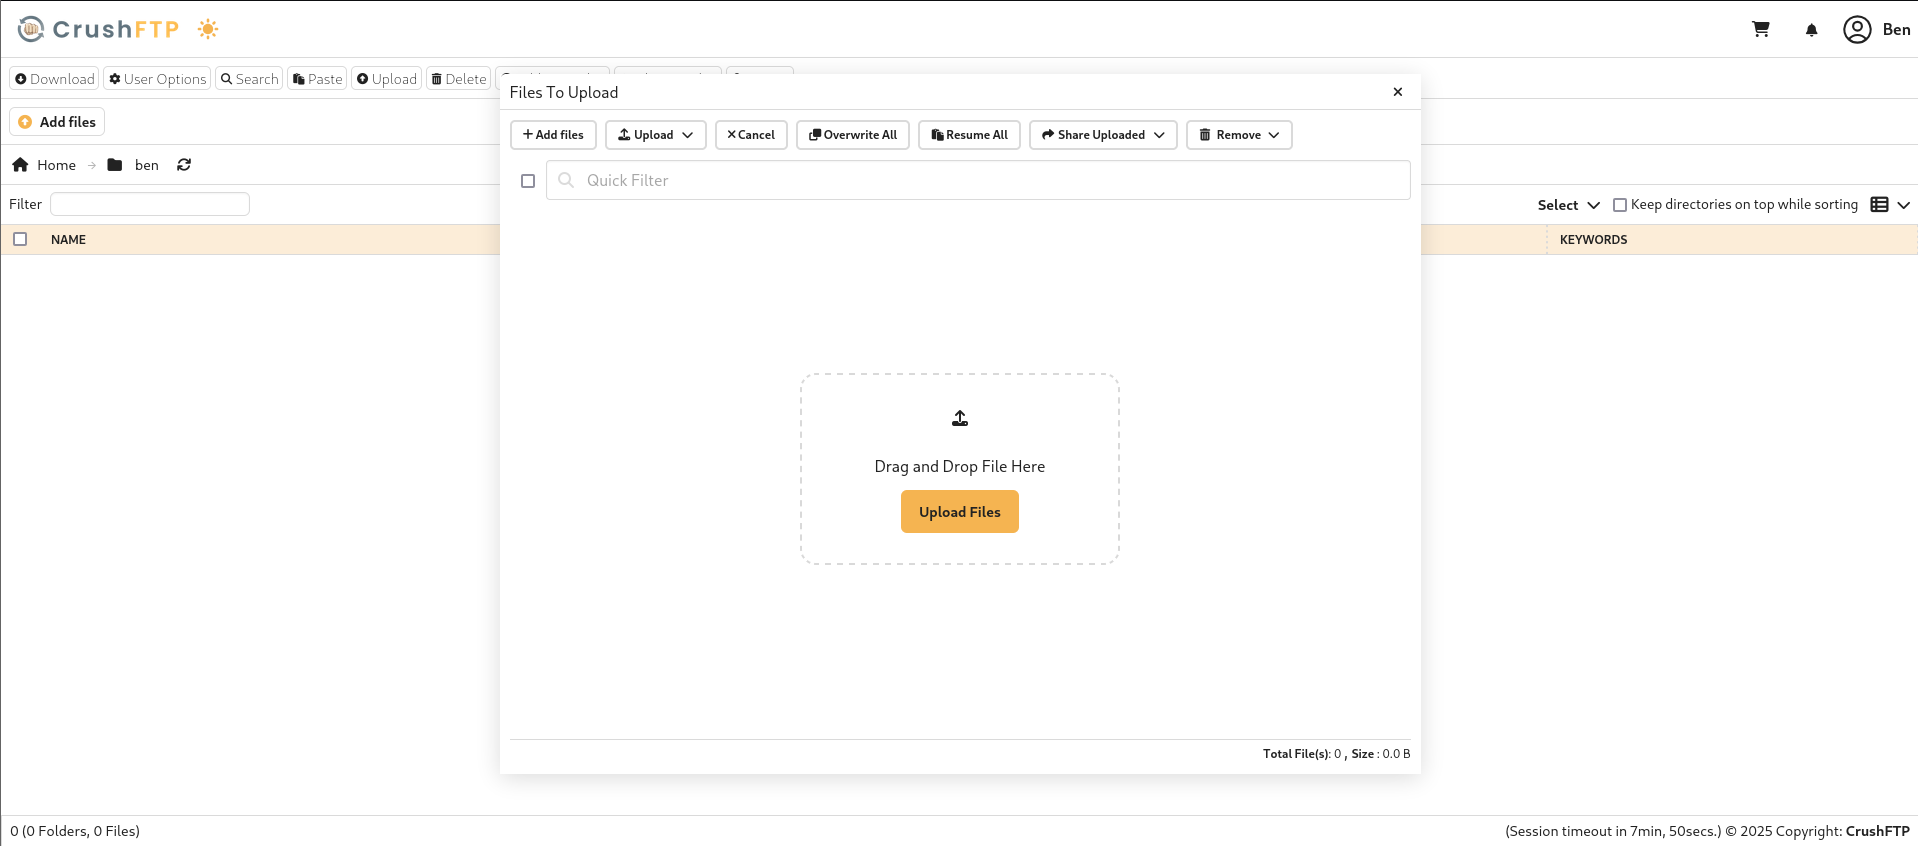 CrushFTP
Ben
Download User Options Search Paste Upload Delete
Files To Upload
Add files
Add files Upload Cancel Overwrite All Resume All Share Uploaded Remove
Home ben
Quick Filter
Filter
Select Keep directories on top while sorting
NAME KEYWORDS
Drag and Drop File Here
Upload Files
Total File(s): 0 , Size : 0.0 B
0 (0 Folders, 0 Files)
(Session timeout in 7min, 50secs.) © 2025 Copyright: CrushFTP